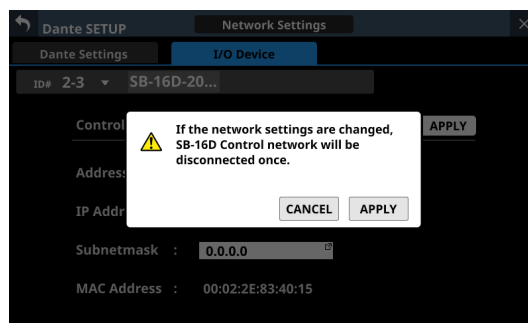 Dante SETUP
Network Settings
Dante Settings
I/O Device
ID# 2-3 SB-16D-20...
Control
APPLY
If the network settings are changed,
SB-16D Control network will be
disconnected once.
Address
IP Addr
CANCEL
APPLY
Subnetmask : 0.0.0.0
MAC Address : 00:02:2E:83:40:15